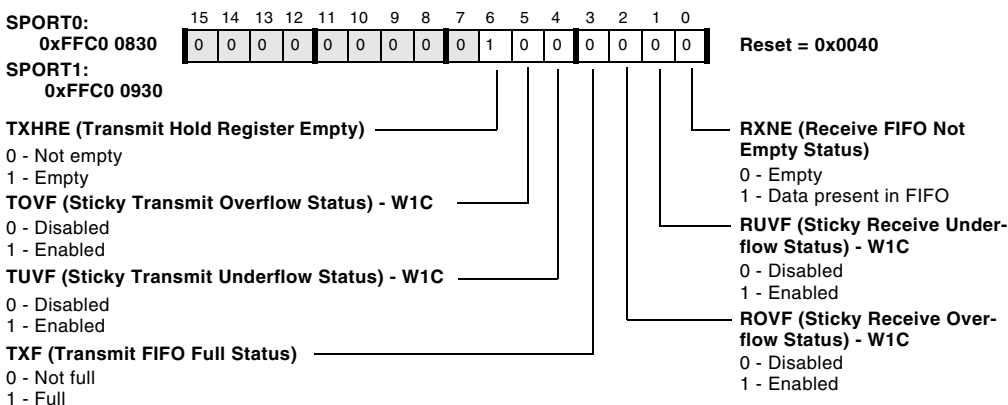 SPORT0:
0xFFC0 0830
SPORT1:
0xFFC0 0930
15 14 13 12 11 10 9 8 7 6 5 4 3 2 1 0
0 0 0 0 0 0 0 0 0 1 0 0 0 0 0 0
Reset = 0x0040
TXHRE (Transmit Hold Register Empty)
0 - Not empty
1 - Empty
TOVF (Sticky Transmit Overflow Status) - W1C
0 - Disabled
1 - Enabled
TUVF (Sticky Transmit Underflow Status) - W1C
0 - Disabled
1 - Enabled
TXF (Transmit FIFO Full Status)
0 - Not full
1 - Full
RXNE (Receive FIFO Not
Empty Status)
0 - Empty
1 - Data present in FIFO
RUVF (Sticky Receive Under-
flow Status) - W1C
0 - Disabled
1 - Enabled
ROVF (Sticky Receive Over-
flow Status) - W1C
0 - Disabled
1 - Enabled